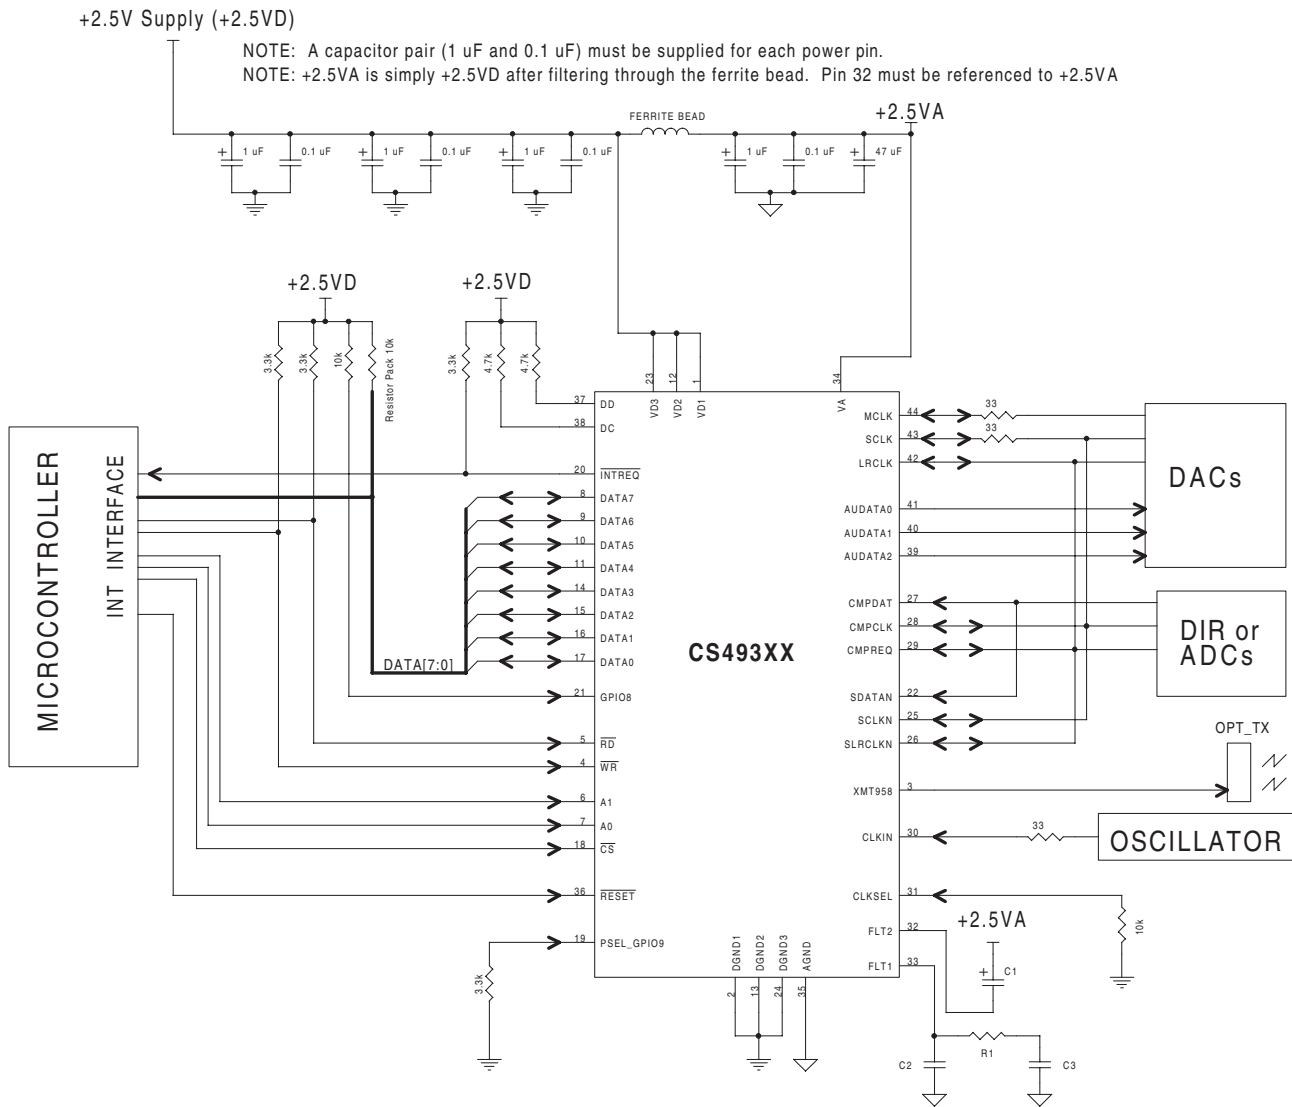 +2.5V Supply (+2.5VD)
NOTE: A capacitor pair (1 uF and 0.1 uF) must be supplied for each power pin.
NOTE: +2.5VA is simply +2.5VD after filtering through the ferrite bead. Pin 32 must be referenced to +2.5VA
FERRITE BEAD
+2.5VA
+ 1 uF
0.1 uF
+ 1 uF
0.1 uF
+ 1 uF
0.1 uF
+ 1 uF
0.1 uF
+ 47 uF
+2.5VD
+2.5VD
3.3k
3.3k
10k
Resistor Pack 10k
3.3k
4.7k
4.7k
23
12
1
34
VD3
VD2
VD1
VA
37 DD
38 DC
20 INTREQ
8 DATA7
9 DATA6
10 DATA5
11 DATA4
14 DATA3
15 DATA2
16 DATA1
17 DATA0
DATA[7:0]
21 GPIO8
5 RD
4 WR
6 A1
7 A0
18 CS
36 RESET
19 PSEL_GPIO9
3.3k
MICROCONTROLLER
INT INTERFACE
CS493XX
MCLK 44
33
SCLK 43
33
LRCLK 42
AUDATA0 41
AUDATA1 40
AUDATA2 39
DACs
CMPDAT 27
CMPCLK 28
CMPREQ 29
DIR or
ADCs
SDATAN 22
SCLKN 25
SLRCLKN 26
OPT_TX
XMT958 3
CLKIN 30
33
OSCILLATOR
CLKSEL 31
10k
+2.5VA
FLT2 32
FLT1 33
+ C1
DGND1
DGND2
DGND3
AGND
2
13
24
35
R1
C2
C3